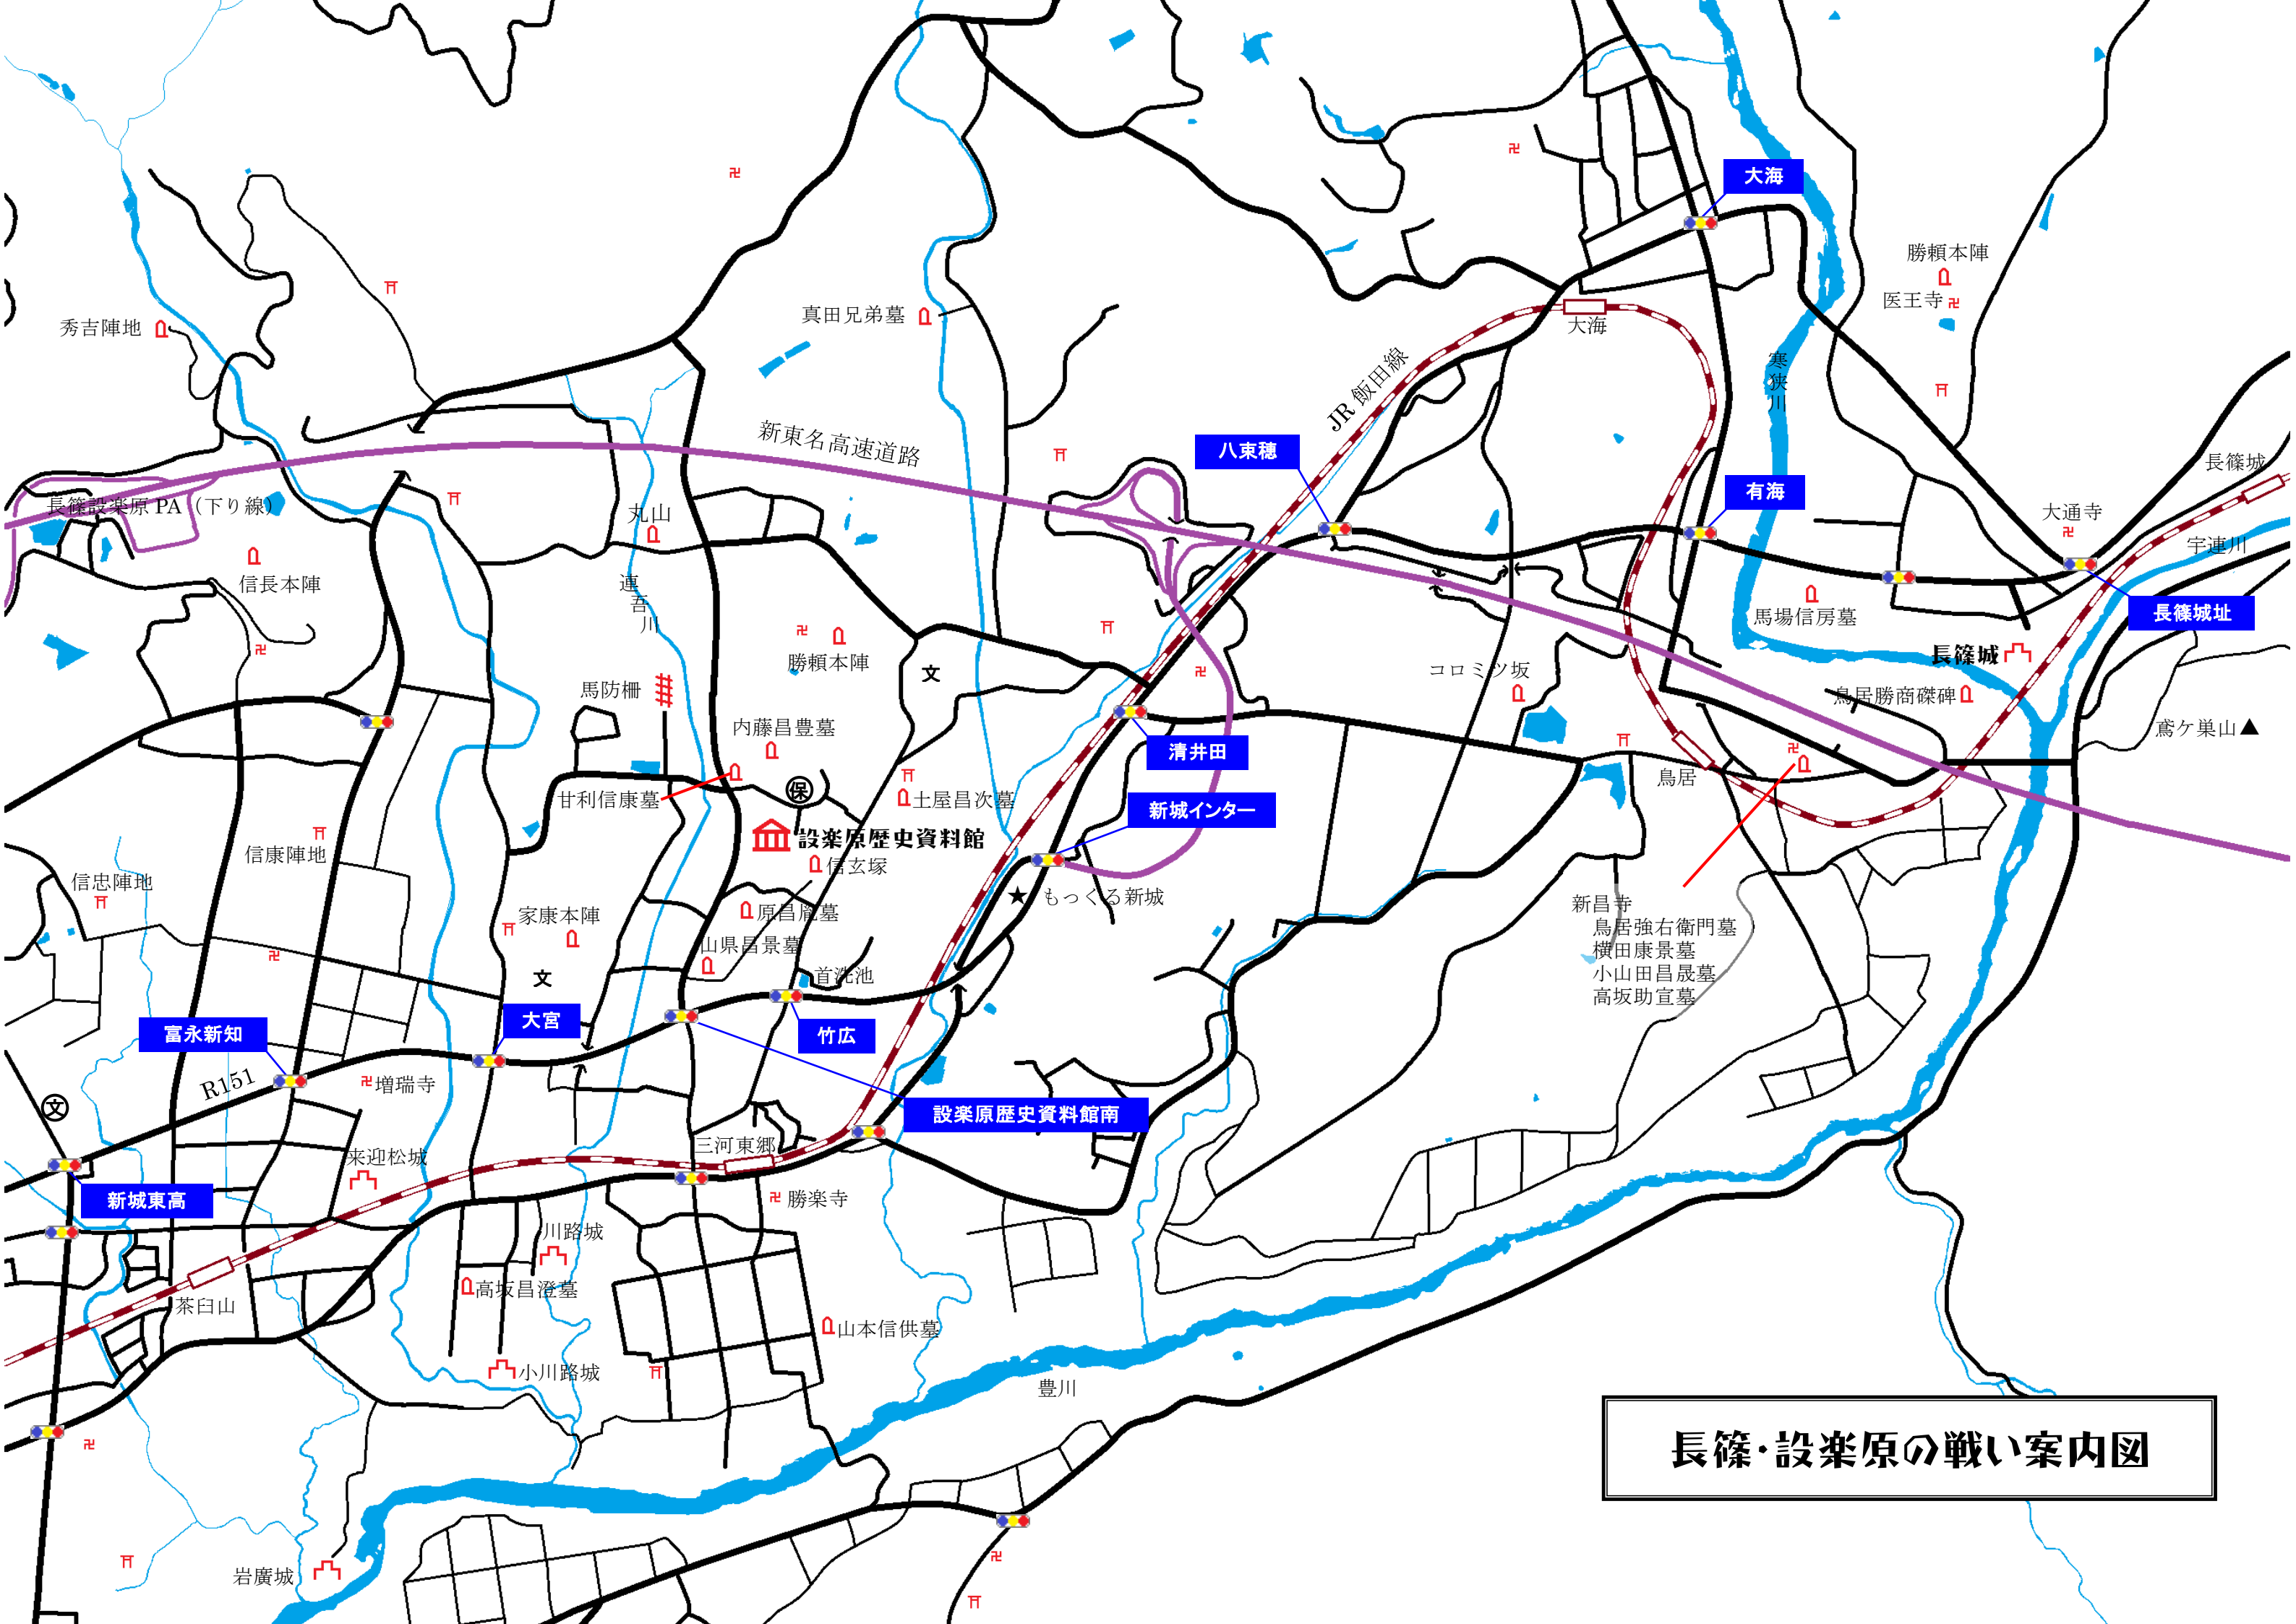 大海
勝頼本陣
医王寺
秀吉陣地
真田兄弟墓
大海
JR 飯田線
寒狭川
新東名高速道路
八束穂
有海
長篠城
長篠設楽原 PA（下り線）
丸山
大通寺
宇連川
信長本陣
連吾川
馬場信房墓
長篠城址
勝頼本陣
文
コロミツ坂
長篠城
馬防柵
鳥居勝商磔碑
内藤昌豊墓
清井田
鳶ケ巣山▲
甘利信康墓
保
土屋昌次墓
鳥居
新城インター
設楽原歴史資料館
信康陣地
信玄塚
信忠陣地
★ もっくる新城
家康本陣
原昌胤墓
新昌寺
鳥居強右衛門墓
横田康景墓
小山田昌晟墓
高坂助宣墓
山県昌景墓
文
首洗池
富永新知
大宮
竹広
R151
増瑞寺
文
設楽原歴史資料館南
三河東郷
来迎松城
新城東高
勝楽寺
川路城
高坂昌澄墓
茶臼山
山本信供墓
小川路城
豊川
長篠・設楽原の戦い案内図
岩廣城